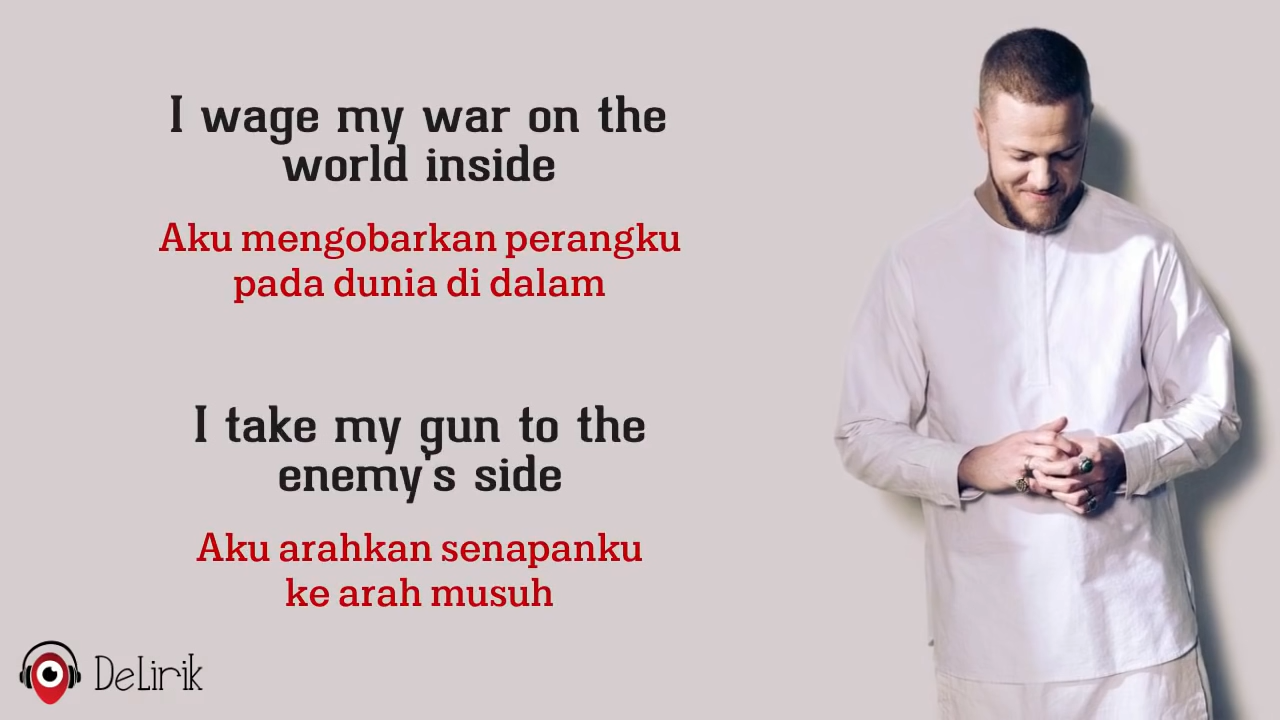 I wage my war on the
world inside
Aku mengobarkan perangku
pada dunia di dalam
I take my gun to the
enemy's side
Aku arahkan senapanku
ke arah musuh
DeLirik